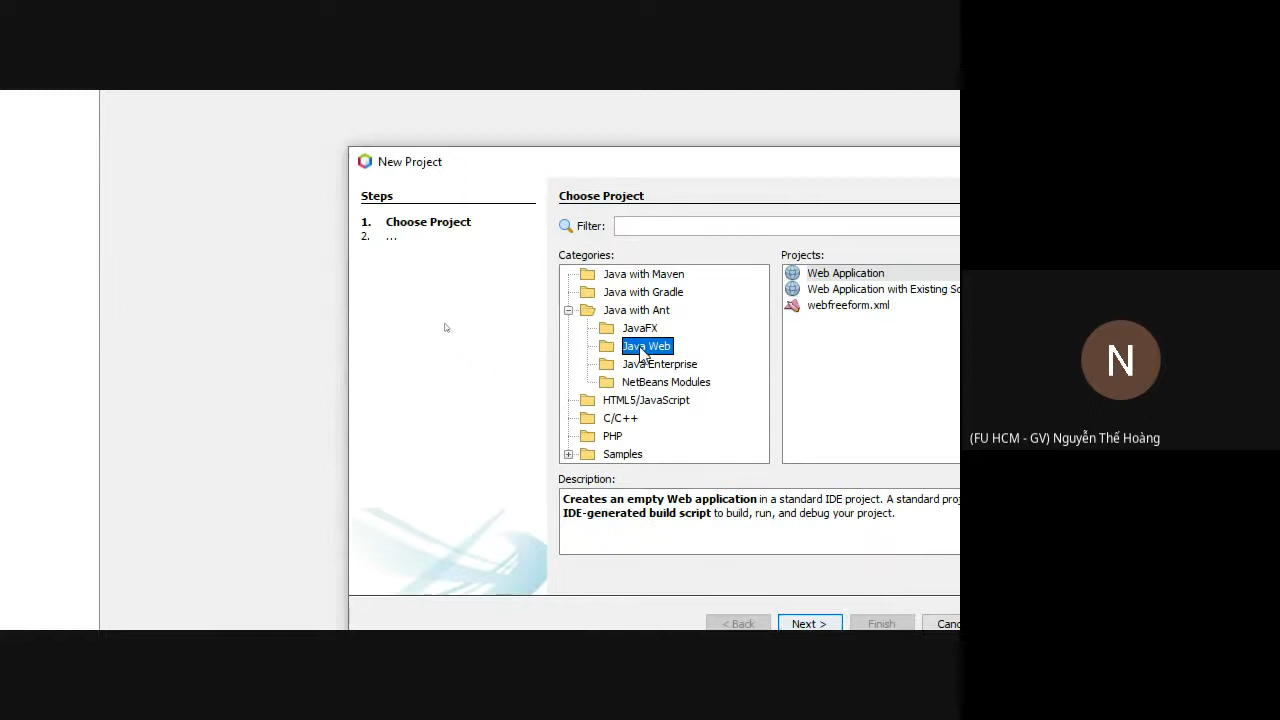 New Project
Steps
1. Choose Project
2. ...
Choose Project
Filter:
Categories:
Java with Maven
Java with Gradle
Java with Ant
JavaFX
Java Web
Java Enterprise
NetBeans Modules
HTML5/JavaScript
C/C++
PHP
Samples
Projects:
Web Application
Web Application with Existing So
webfreeform.xml
Description:
Creates an empty Web application in a standard IDE project. A standard proj
IDE-generated build script to build, run, and debug your project.
< Back
Next >
Finish
Canc
N
(FU HCM - GV) Nguyễn Thế Hoàng